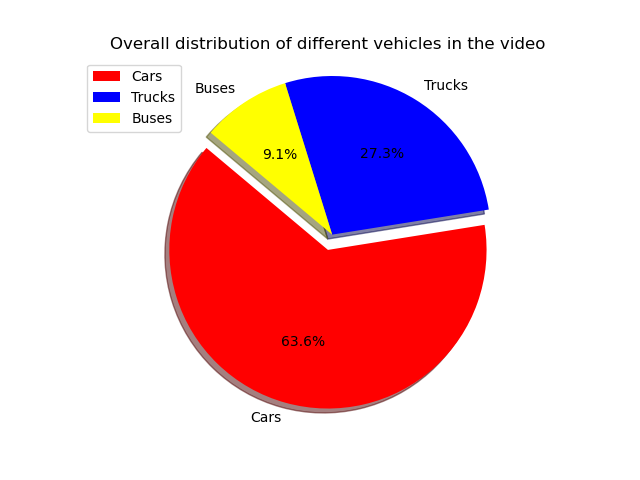 Overall distribution of different vehicles in the video
Cars
Trucks
Buses
Buses
Trucks
9.1%
27.3%
63.6%
Cars